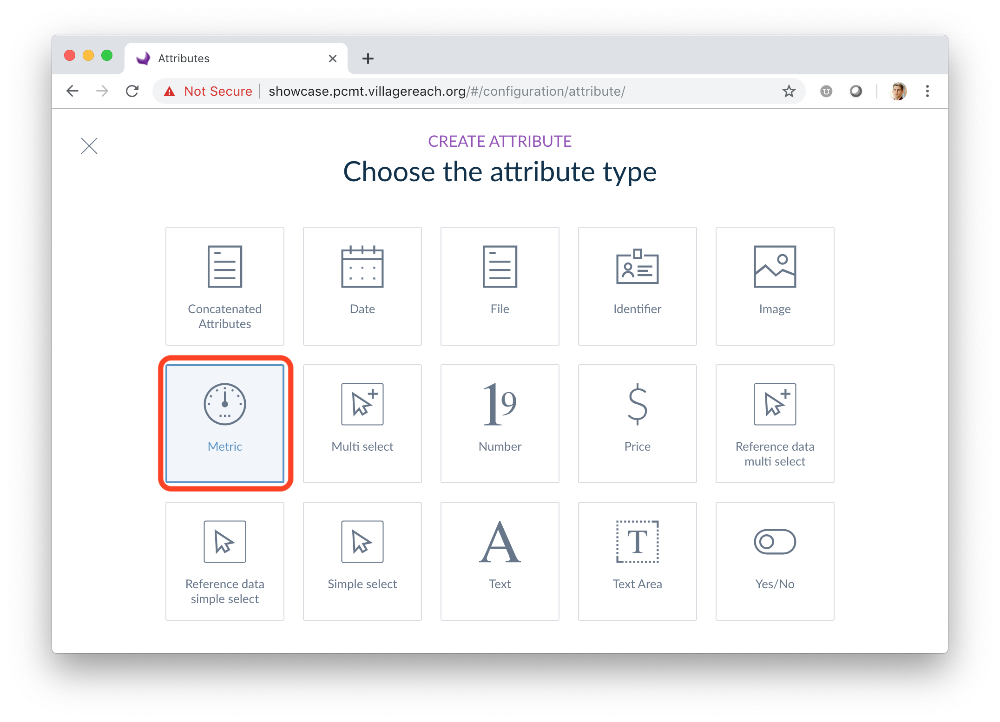 Attributes
Not Secure
showcase.pcmt.villagereach.org/#/configuration/attribute/
CREATE ATTRIBUTE
Choose the attribute type
Concatenated
Attributes
Date
File
Identifier
Image
Metric
Multi select
19
Number
$
Price
Reference data
multi select
Reference data
simple select
Simple select
A
Text
T
Text Area
Yes/No